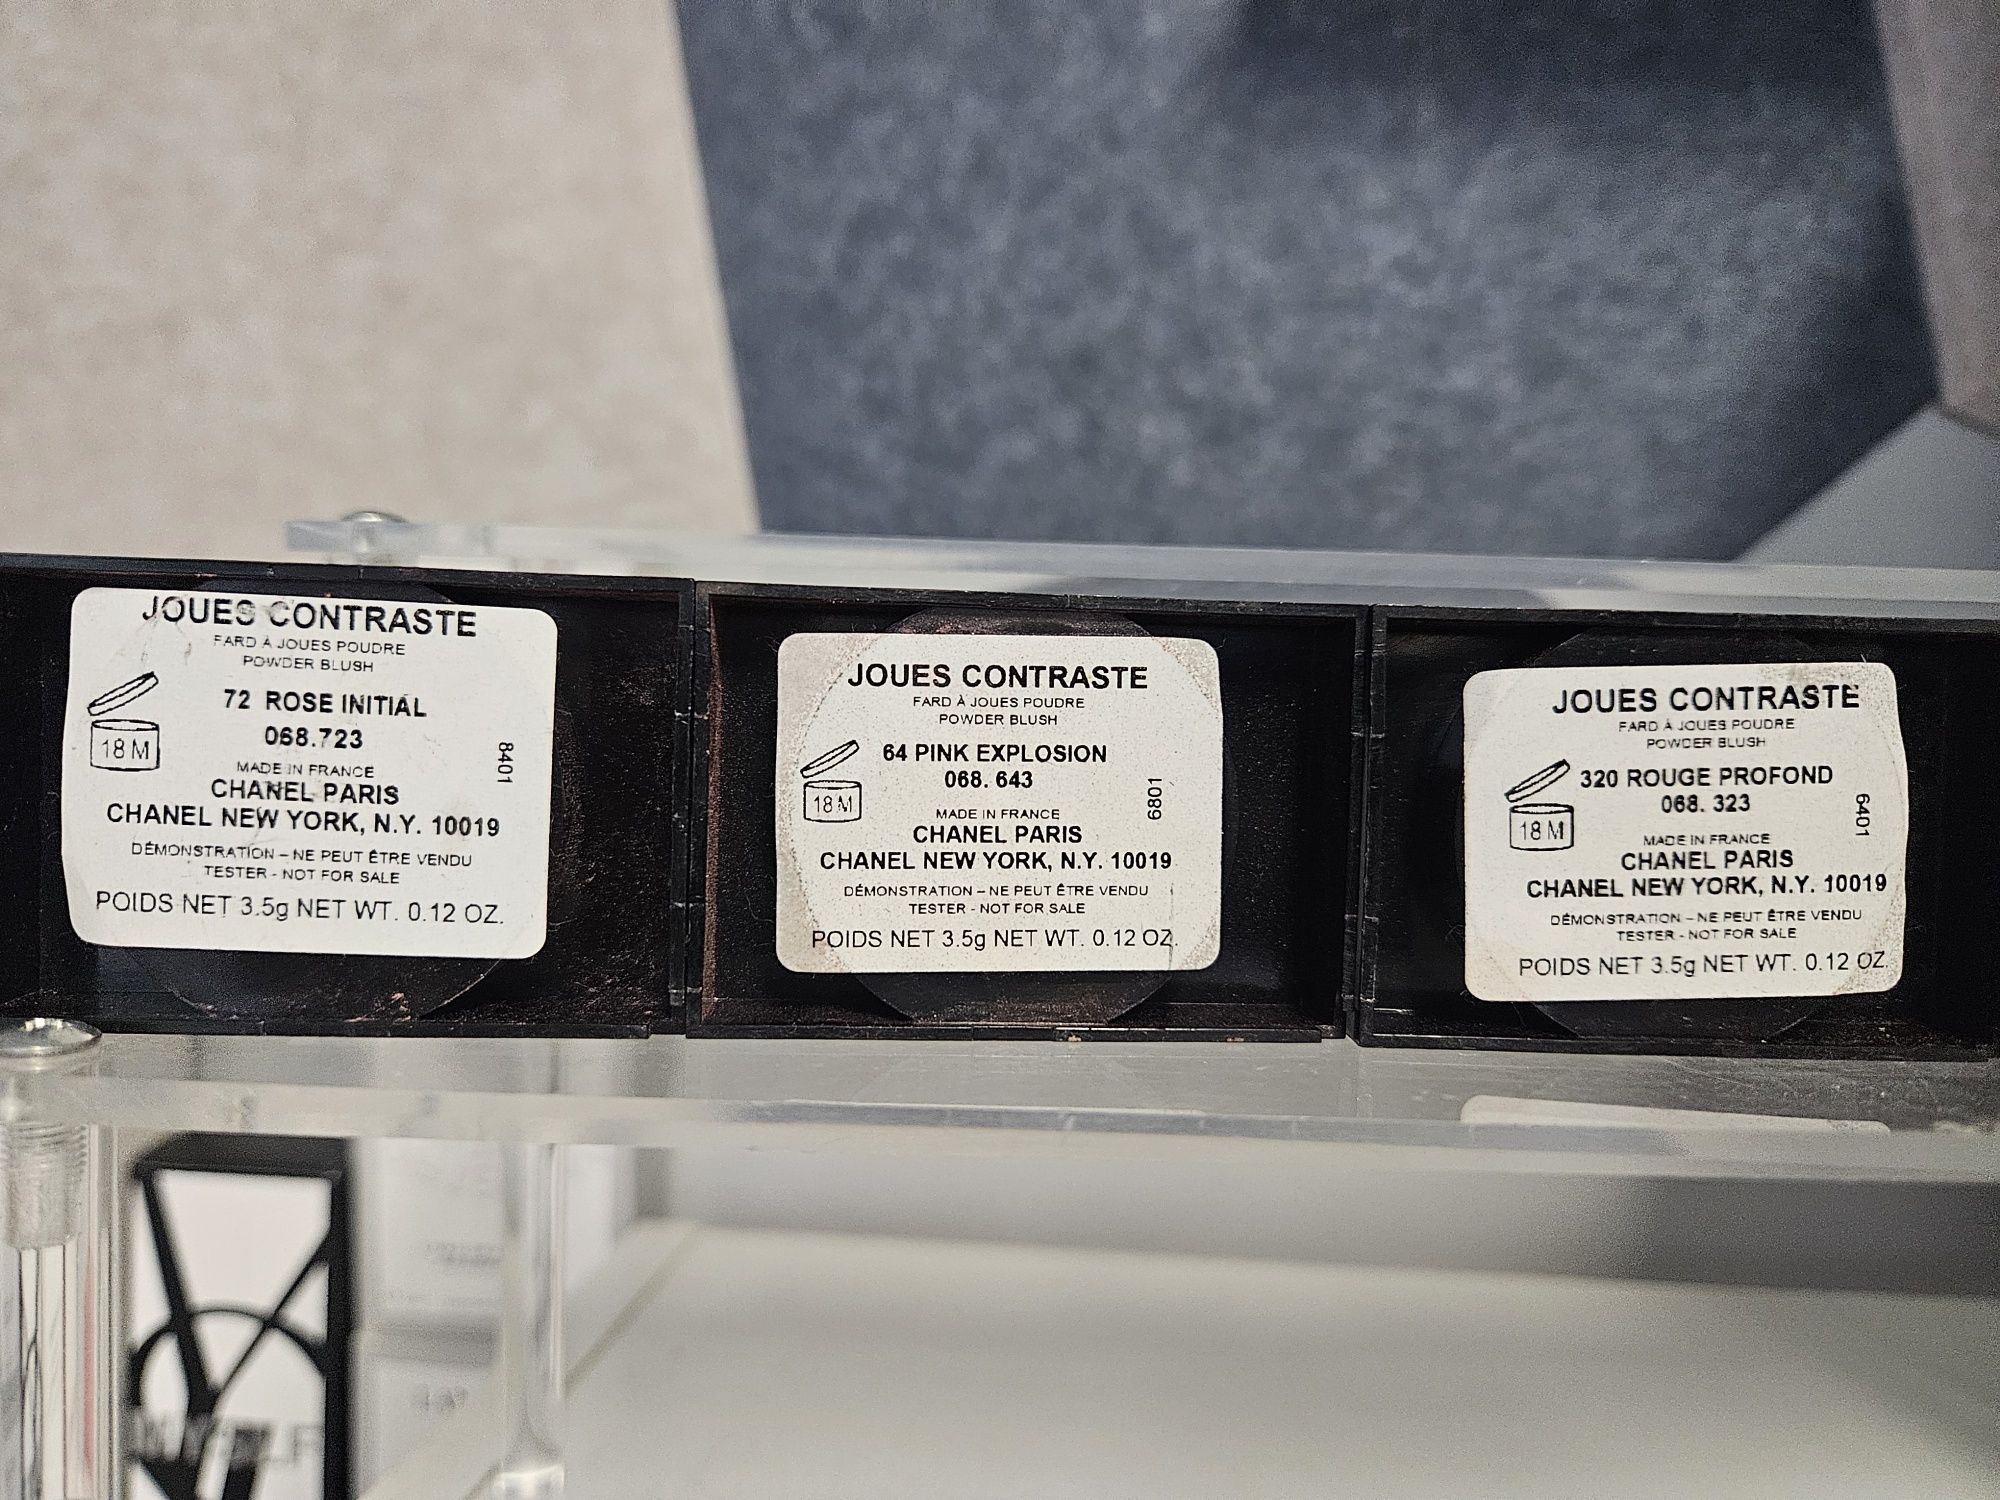 JOUES CONTRASTE
FARD À JOUES POUDRE
POWDER BLUSH
72 ROSE INITIAL
068.723
18 M
8401
MADE IN FRANCE
CHANEL PARIS
CHANEL NEW YORK, N.Y. 10019
DÉMONSTRATION – NE PEUT ÊTRE VENDU
TESTER - NOT FOR SALE
POIDS NET 3.5g NET WT. 0.12 OZ.
JOUES CONTRASTE
FARD À JOUES POUDRE
POWDER BLUSH
64 PINK EXPLOSION
068. 643
18 M
6801
MADE IN FRANCE
CHANEL PARIS
CHANEL NEW YORK, N.Y. 10019
DÉMONSTRATION – NE PEUT ÊTRE VENDU
TESTER - NOT FOR SALE
POIDS NET 3.5g NET WT. 0.12 OZ.
JOUES CONTRASTE
FARD À JOUES POUDRE
POWDER BLUSH
320 ROUGE PROFOND
068. 323
18 M
6401
MADE IN FRANCE
CHANEL PARIS
CHANEL NEW YORK, N.Y. 10019
DÉMONSTRATION – NE PEUT ÊTRE VENDU
TESTER - NOT FOR SALE
POIDS NET 3.5g NET WT. 0.12 OZ.